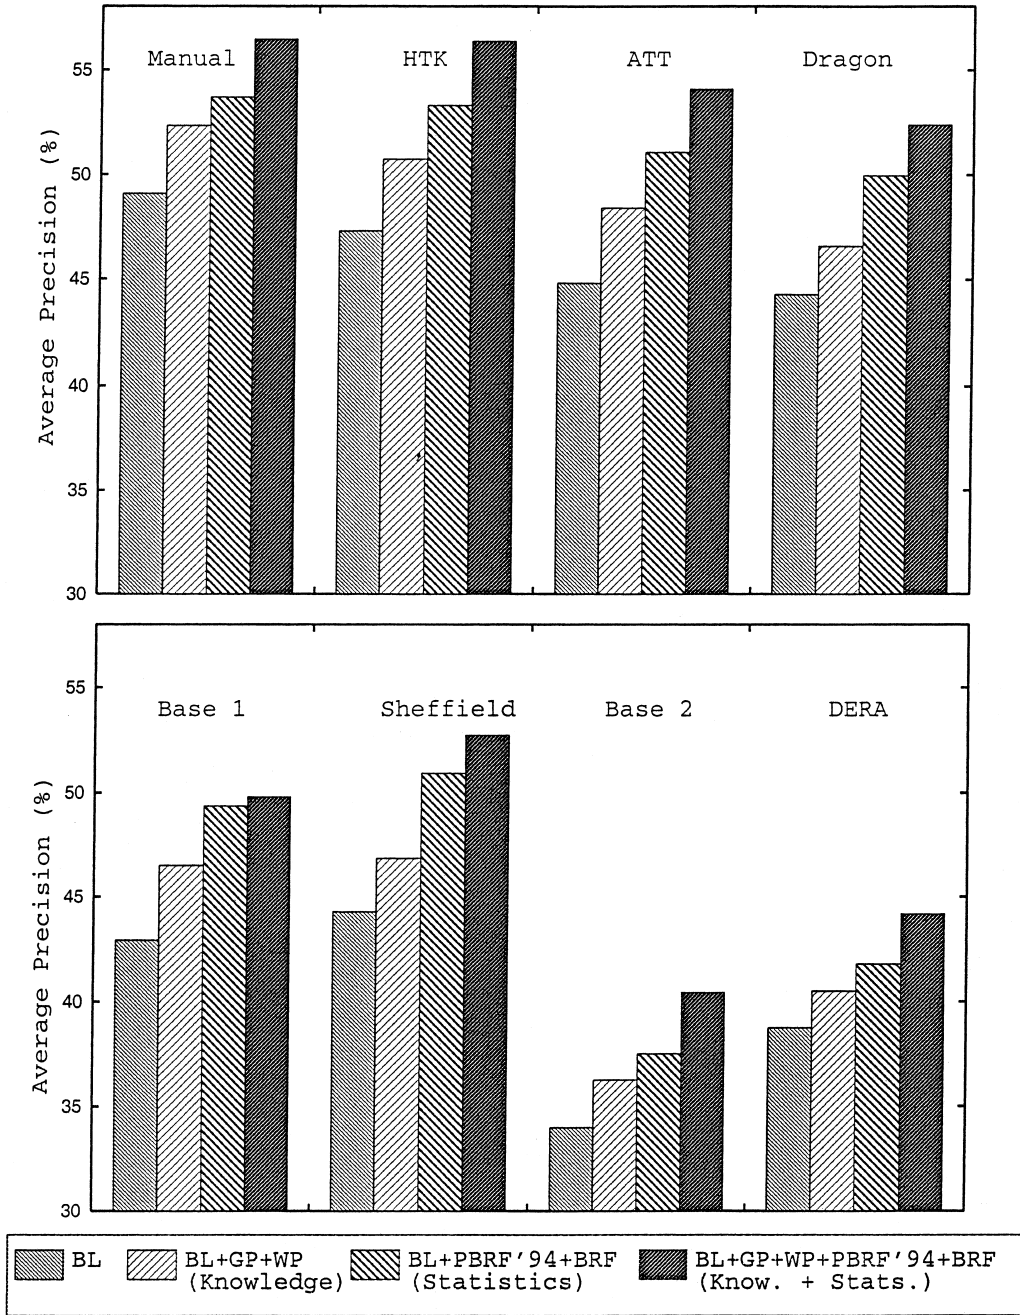 Manual HTK ATT Dragon
55
50
45
40
35
30
Average Precision (%)
Base 1 Sheffield Base 2 DERA
55
50
45
40
35
30
Average Precision (%)
BL BL+GP+WP BL+PBRF'94+BRF BL+GP+WP+PBRF'94+BRF
(Knowledge) (Statistics) (Know. + Stats.)